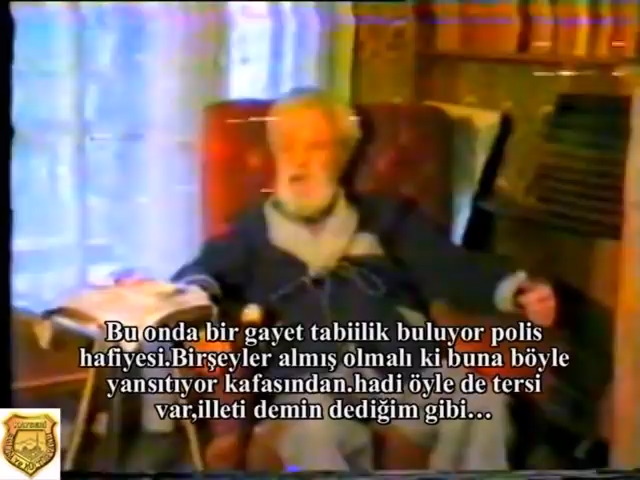 Bu onda bir gayet tabiilik buluyor polis
hafiyesi.Birşeyler almış olmalı ki buna böyle
yansıtıyor kafasından.hadi öyle de tersi
var,illeti demin dediğim gibi...